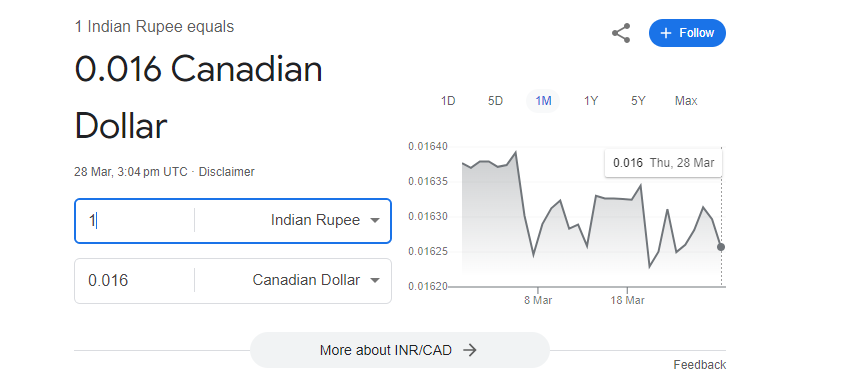 1 Indian Rupee equals
0.016 Canadian
Dollar
28 Mar, 3:04 pm UTC · Disclaimer
1 Indian Rupee
0.016 Canadian Dollar
+ Follow
1D 5D 1M 1Y 5Y Max
0.01640
0.01635
0.01630
0.01625
0.01620
0.016 Thu, 28 Mar
8 Mar 18 Mar
More about INR/CAD →
Feedback